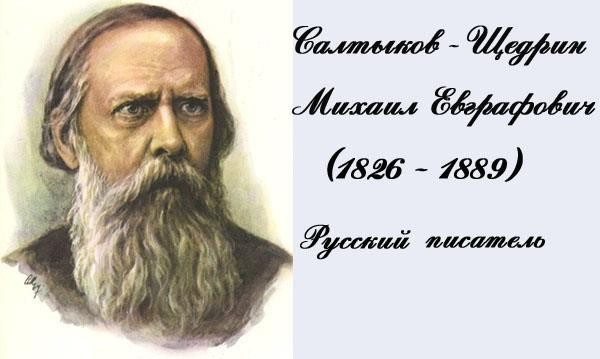 Салтыков - Щедрин
Михаил Евграфович
(1826 - 1889)
Русский писатель